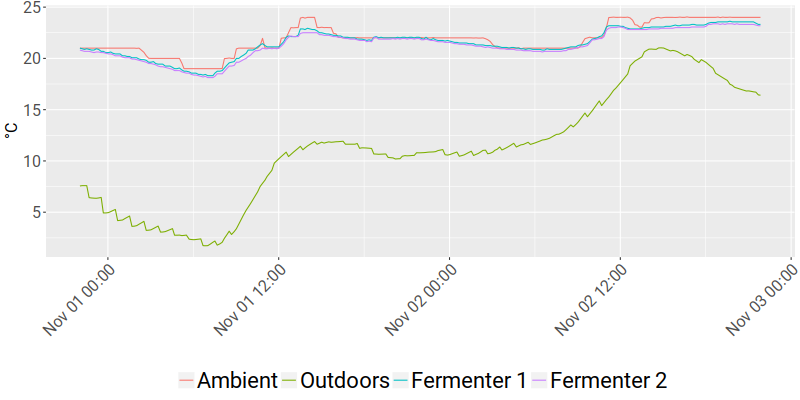 25
20
15
10
5
°C
Nov 01 00:00
Nov 01 12:00
Nov 02 00:00
Nov 02 12:00
Nov 03 00:00
Ambient Outdoors Fermenter 1 Fermenter 2